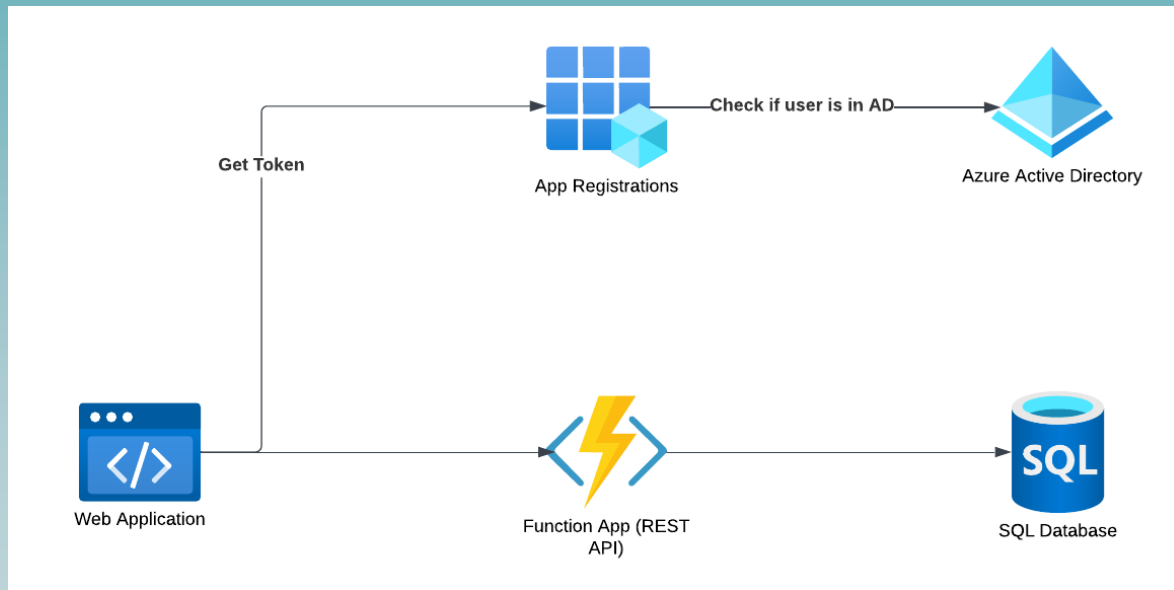 Check if user is in AD
Get Token
App Registrations
Azure Active Directory
SQL
Web Application
Function App (REST
API)
SQL Database